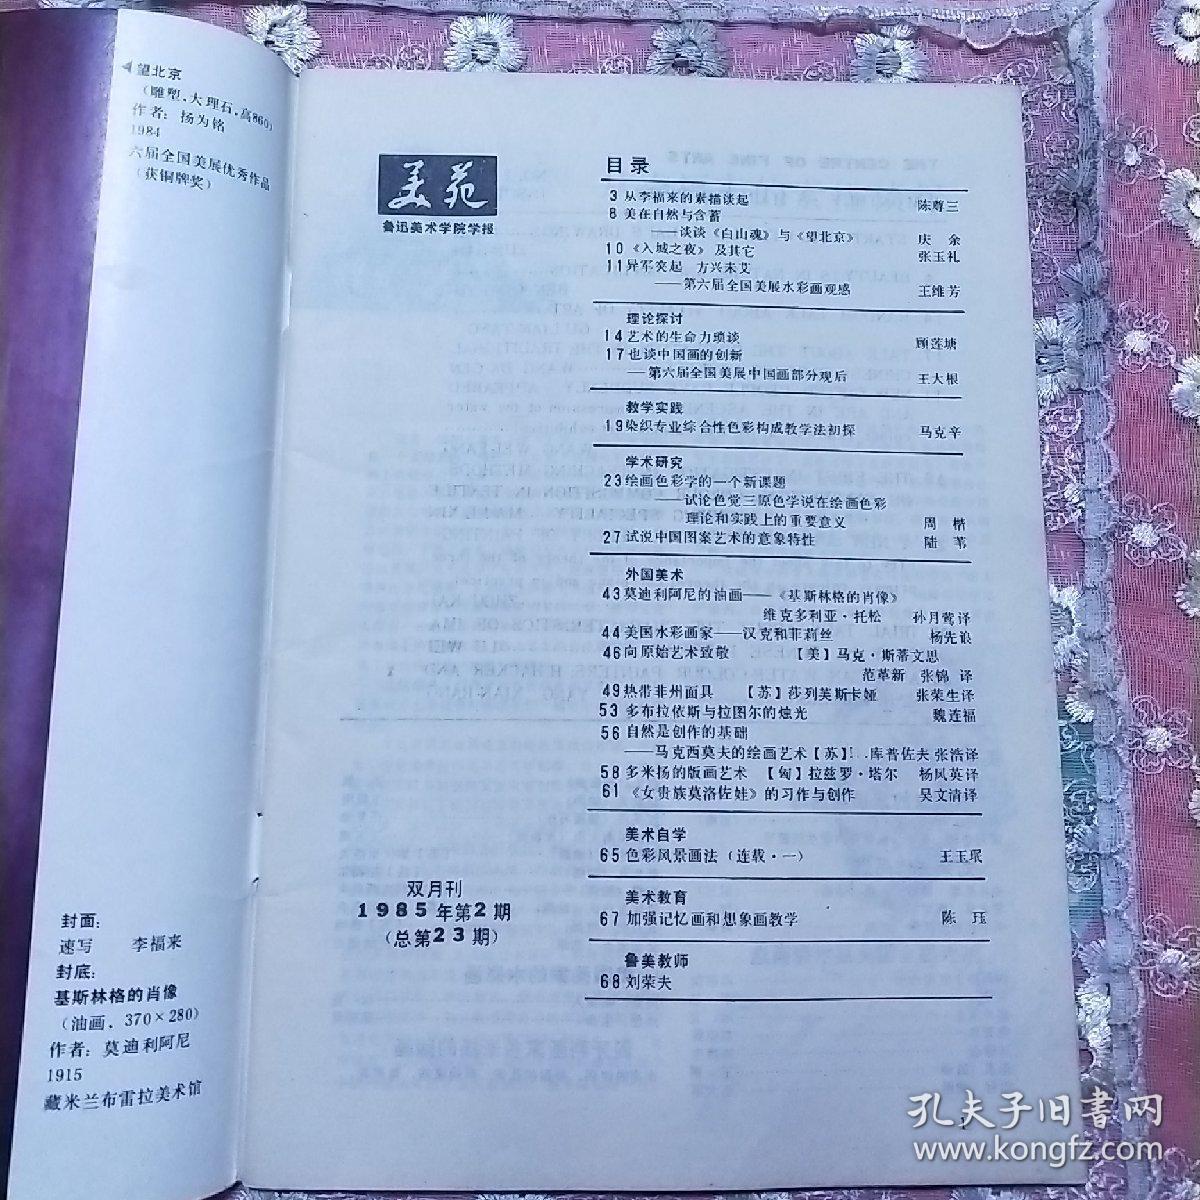 望北京
(雕塑.大理石.高860)
作者：杨为铭
1984
六届全国美展优秀作品
(获铜牌奖)
封面：
速写 李福来
封底：
基斯林格的肖像
(油画．370×280)
作者：莫迪利阿尼
1915
藏米兰布雷拉美术馆
美苑
鲁迅美术学院学报
双月刊
1985年第2期
(总第23期)
目录
3 从李福来的素描谈起 陈尊三
8 美在自然与含蓄
——谈谈《白山魂》与《望北京》 庆余
10 《入城之夜》及其它 张玉礼
11 异军突起 方兴未艾
——第六届全国美展水彩画观感 王维芳
理论探讨
14 艺术的生命力琐谈 顾莲塘
17 也谈中国画的创新
——第六届全国美展中国画部分观后 王大根
教学实践
19 染织专业综合性色彩构成教学法初探 马克辛
学术研究
23 绘画色彩学的一个新课题
——试论色觉三原色学说在绘画色彩
理论和实践上的重要意义 周楷
27 试说中国图案艺术的意象特性 陆苇
外国美术
43 莫迪利阿尼的油画——《基斯林格的肖像》
维克多利亚·托松 孙月莺译
44 美国水彩画家——汉克和菲莉丝 杨先浪
46 向原始艺术致敬 【美】马克·斯蒂文思
范革新 张锦 译
49 热带非州面具 【苏】莎列芙斯卡娅 张荣生译
53 多布拉依斯与拉图尔的烛光 魏连福
56 自然是创作的基础
——马克西莫夫的绘画艺术【苏】 库普佐夫 张浩译
58 多米扬的版画艺术 【匈】拉兹罗·塔尔 杨凤英译
61 《女贵族莫洛佐娃》的习作与创作 吴文清译
美术自学
65 色彩风景画法(连载·一) 王玉珉
美术教育
67 加强记忆画和想象画教学 陈珏
鲁美教师
68 刘荣夫
1
孔夫子旧书网
www.kongfz.com